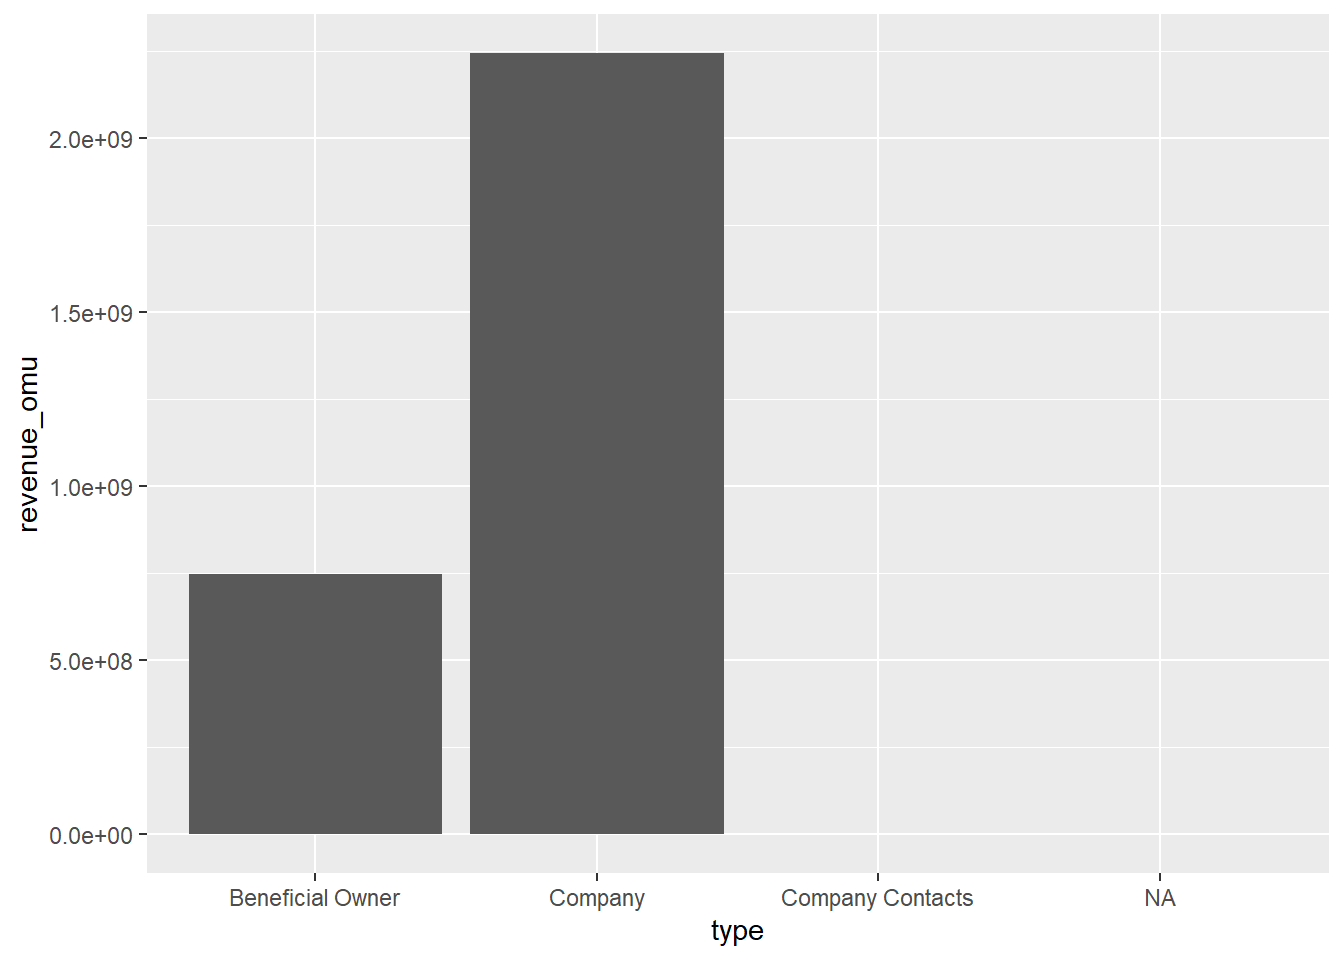 2.0e+09
1.5e+09
1.0e+09
5.0e+08
0.0e+00
revenue_omu
Beneficial Owner Company Company Contacts NA
type